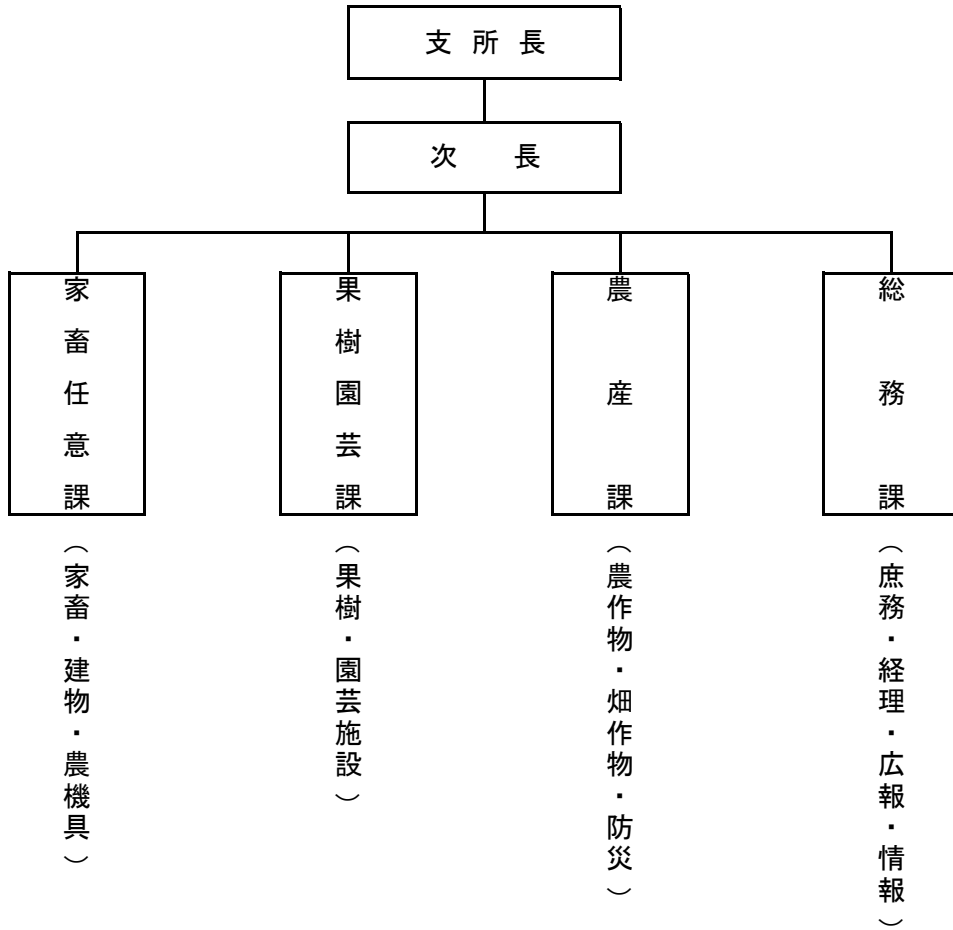 支所長
次長
総務課
（庶務・経理・広報・情報）
農産課
（農作物・畑作物・防災）
果樹園芸課
（果樹・園芸施設）
家畜任意課
（家畜・建物・農機具）